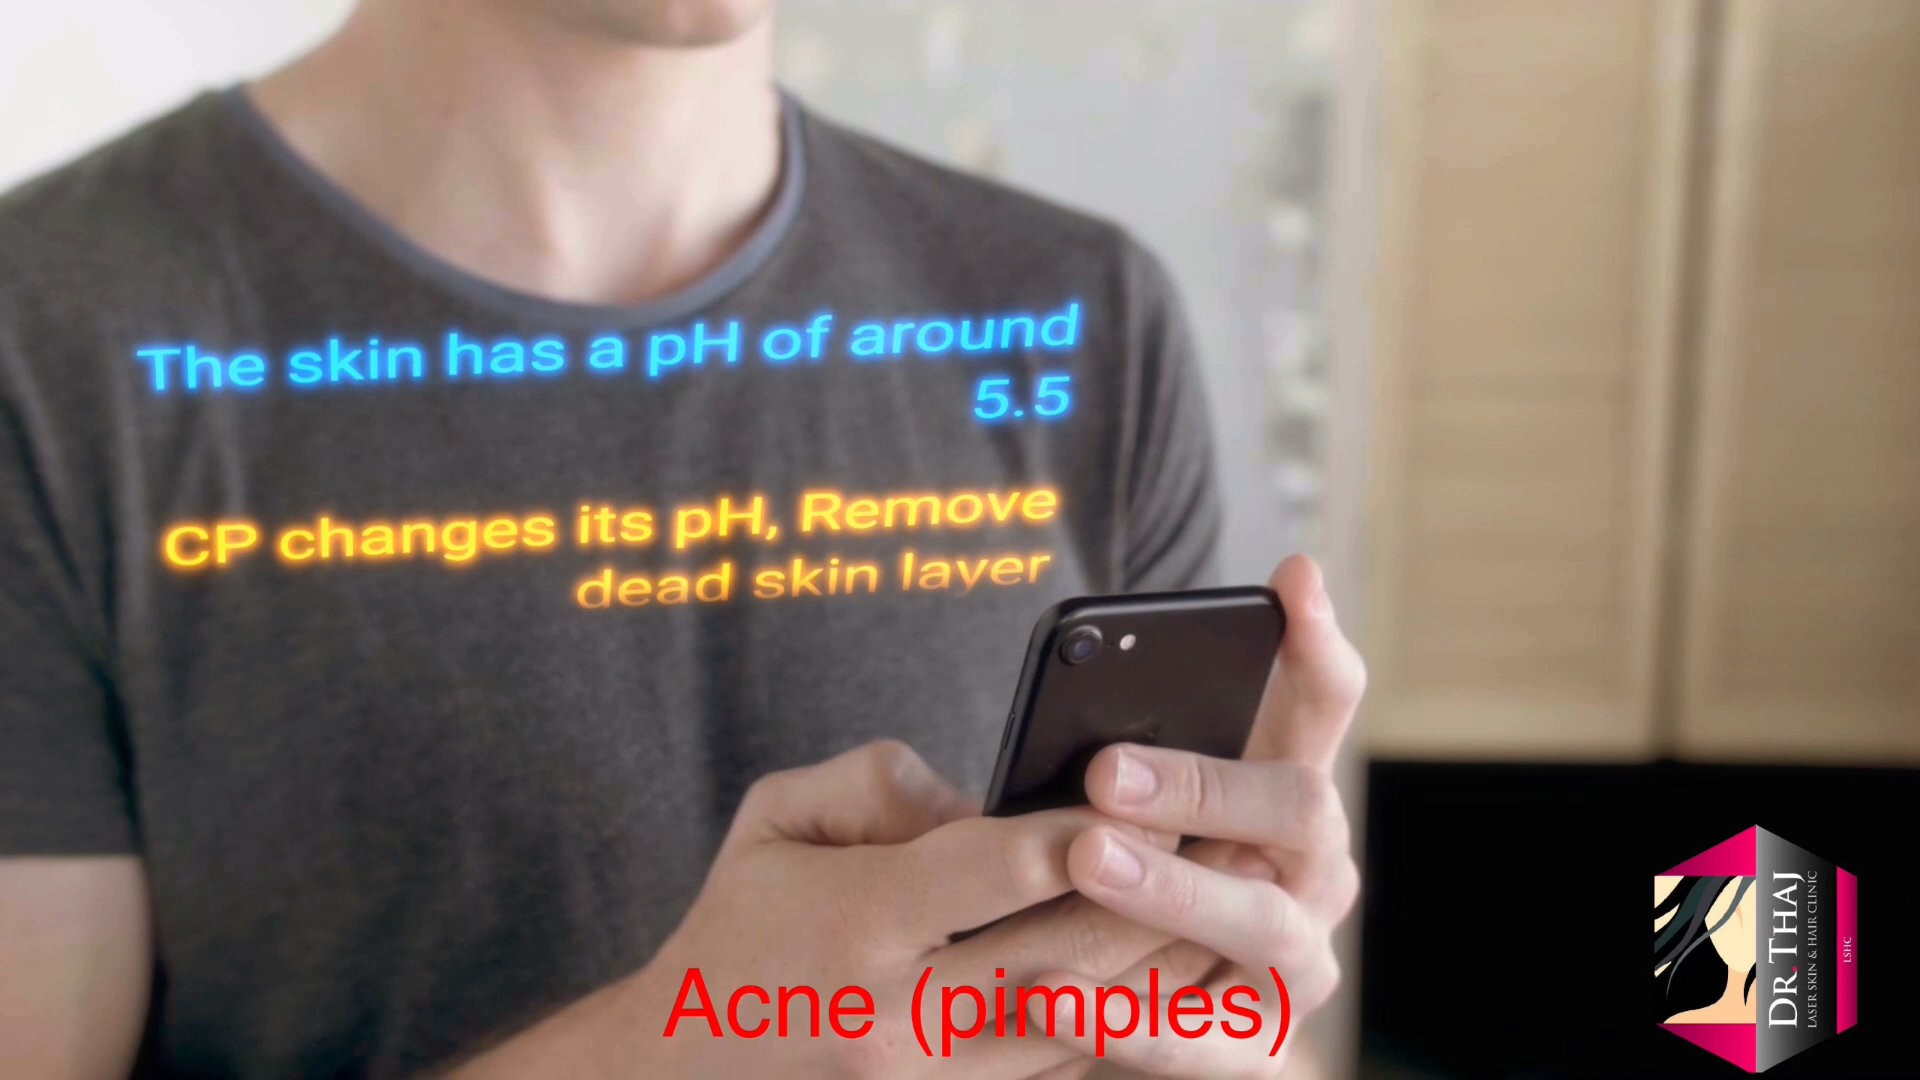 The skin has a pH of around
5.5
CP changes its pH, Remove
dead skin layer
Acne (pimples)
DR.THAJ
LASER SKIN & HAIR CLINIC
LSHC